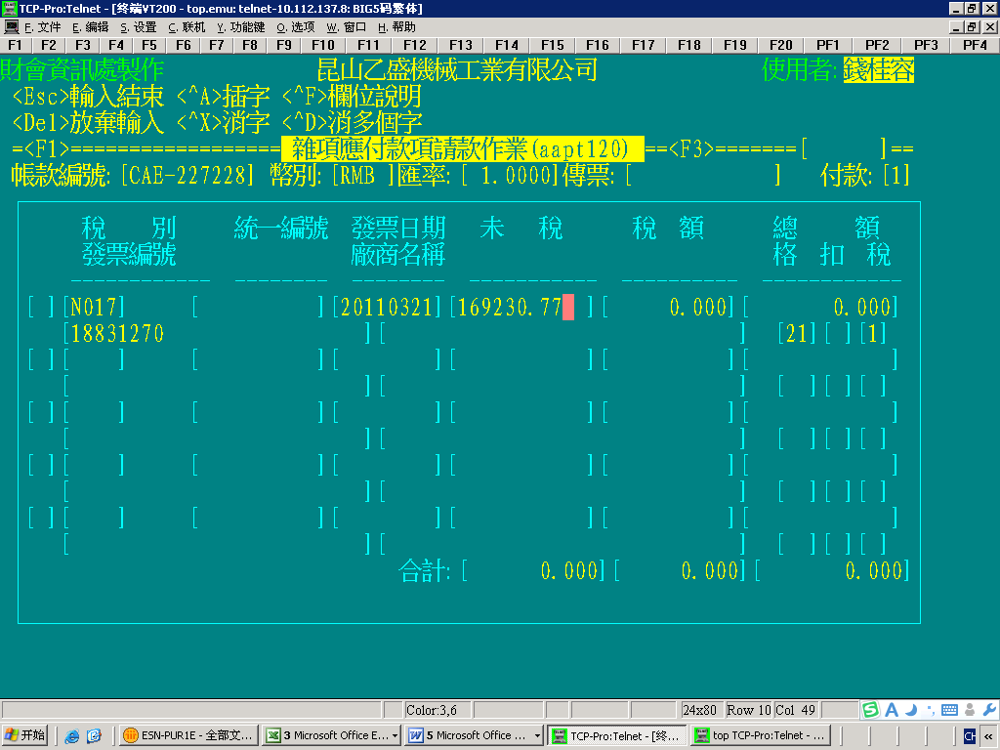 TCP-Pro:Telnet - [终端VT200 - top.emu: telnet-10.112.137.8: BIG5码繁体]
F. 文件 E. 编辑 S. 设置 C. 联机 Y. 功能键 O. 选项 W. 窗口 H. 帮助
F1 F2 F3 F4 F5 F6 F7 F8 F9 F10 F11 F12 F13 F14 F15 F16 F17 F18 F19 F20 PF1 PF2 PF3 PF4
財會資訊處製作 昆山乙盛機械工業有限公司 使用者:錢桂容
<Esc>輸入結束 <^A>插字 <^F>欄位說明
<Del>放棄輸入 <^X>消字 <^D>消多個字
=<F1>================== 雜項應付款項請款作業(aapt120) ==<F3>=======[ ]==
帳款編號:[CAE-227228] 幣別:[RMB ]匯率:[ 1.0000]傳票:[ ] 付款:[1]
稅 別 統一編號 發票日期 未 稅 稅 額 總 額
發票編號 廠商名稱 格 扣 稅
------------ -------- -------- ----------- ---------- ------------
[ ][N017] [ ][20110321][169230.77 ][ 0.000][ 0.000]
[18831270 ][ ] [21][ ][1]
[ ][ ] [ ][ ][ ][ ][ ]
[ ][ ] [ ][ ][ ]
[ ][ ] [ ][ ][ ][ ][ ]
[ ][ ] [ ][ ][ ]
[ ][ ] [ ][ ][ ][ ][ ]
[ ][ ] [ ][ ][ ]
[ ][ ] [ ][ ][ ][ ][ ]
[ ][ ] [ ][ ][ ]
合計:[ 0.000][ 0.000][ 0.000]
Color:3,6 24x80 Row 10 Col 49
开始 ESN-PUR1E - 全部文... 3 Microsoft Office E... 5 Microsoft Office ... TCP-Pro:Telnet - [终... top TCP-Pro:Telnet - ... CH «